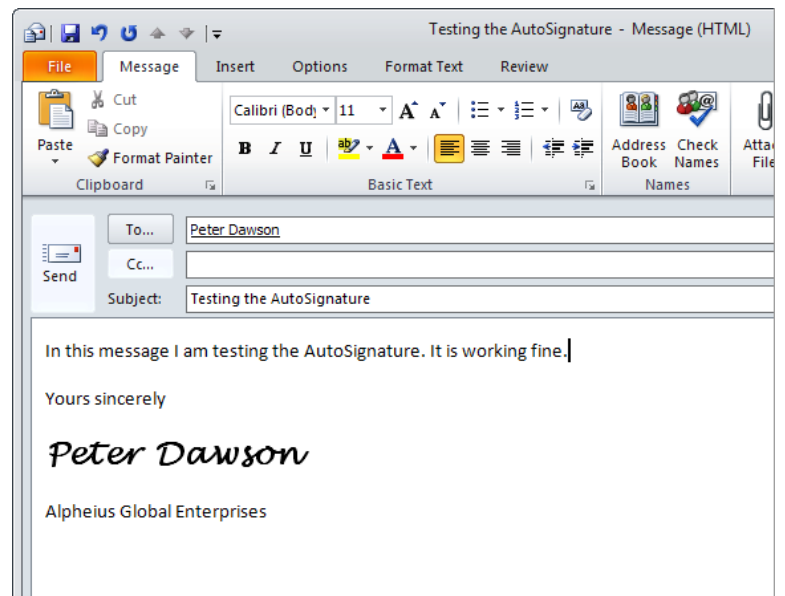 Testing the AutoSignature - Message (HTML)
File Message Insert Options Format Text Review
Cut
Copy
Paste
Format Painter
Clipboard
Calibri (Body 11
B I U
Basic Text
Address Book
Check Names
Names
Send
To... Peter Dawson
Cc...
Subject: Testing the AutoSignature
In this message I am testing the AutoSignature. It is working fine.
Yours sincerely
Peter Dawson
Alpheius Global Enterprises